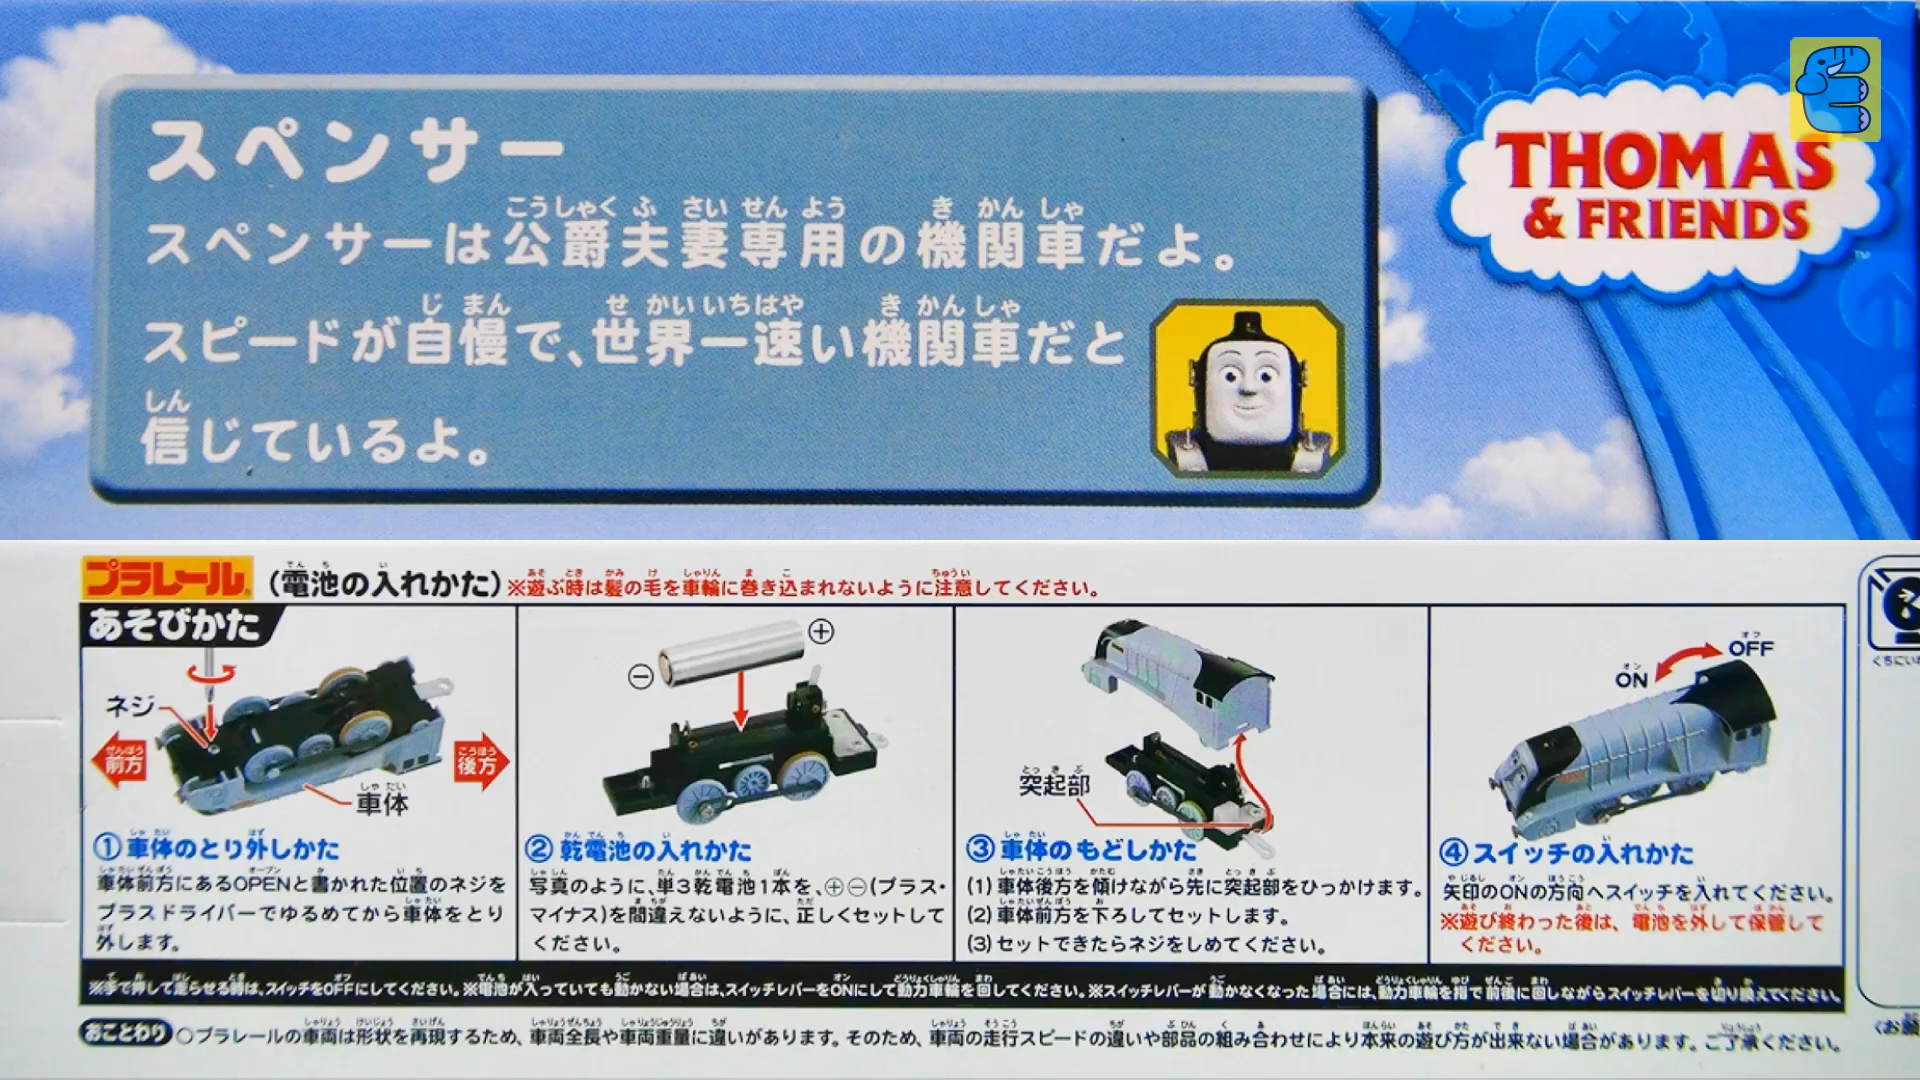 スペンサー
スペンサーは公爵夫妻専用の機関車だよ。
スピードが自慢で、世界一速い機関車だと
信じているよ。
THOMAS
& FRIENDS
TM
プラレール (電池の入れかた) ※遊ぶ時は髪の毛を車輪に巻き込まれないように注意してください。
あそびかた
ネジ
前方
後方
車体
①車体のとり外しかた
車体前方にあるOPENと書かれた位置のネジを
プラスドライバーでゆるめてから車体をとり
外します。
⊕
⊖
②乾電池の入れかた
写真のように、単3乾電池1本を、⊕⊖(プラス・
マイナス)を間違えないように、正しくセットして
ください。
突起部
③車体のもどしかた
(1)車体後方を傾けながら先に突起部をひっかけます。
(2)車体前方を下ろしてセットします。
(3)セットできたらネジをしめてください。
OFF
ON
④スイッチの入れかた
矢印のONの方向へスイッチを入れてください。
※遊び終わった後は、電池を外して保管して
ください。
※手で押して走らせる時は、スイッチをOFFにしてください。※電池が入っていても動かない場合は、スイッチレバーをONにして動力車輪を回してください。※スイッチレバーが動かなくなった場合には、動力車輪を指で前後に回しながらスイッチレバーを切り換えてください。
おことわり ○プラレールの車両は形状を再現するため、車両全長や車両重量に違いがあります。そのため、車両の走行スピードの違いや部品の組み合わせにより本来の遊び方が出来ない場合があります。ご了承ください。